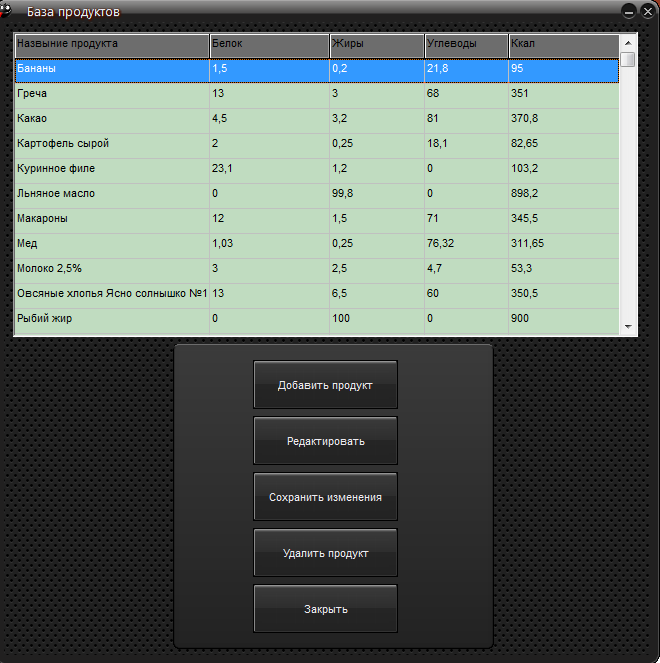 База продуктов
Назвыние продукта Белок Жиры Углеводы Ккал
Бананы 1,5 0,2 21,8 95
Греча 13 3 68 351
Какао 4,5 3,2 81 370,8
Картофель сырой 2 0,25 18,1 82,65
Куринное филе 23,1 1,2 0 103,2
Льняное масло 0 99,8 0 898,2
Макароны 12 1,5 71 345,5
Мед 1,03 0,25 76,32 311,65
Молоко 2,5% 3 2,5 4,7 53,3
Овсяные хлопья Ясно солнышко №1 13 6,5 60 350,5
Рыбий жир 0 100 0 900
Добавить продукт
Редактировать
Сохранить изменения
Удалить продукт
Закрыть